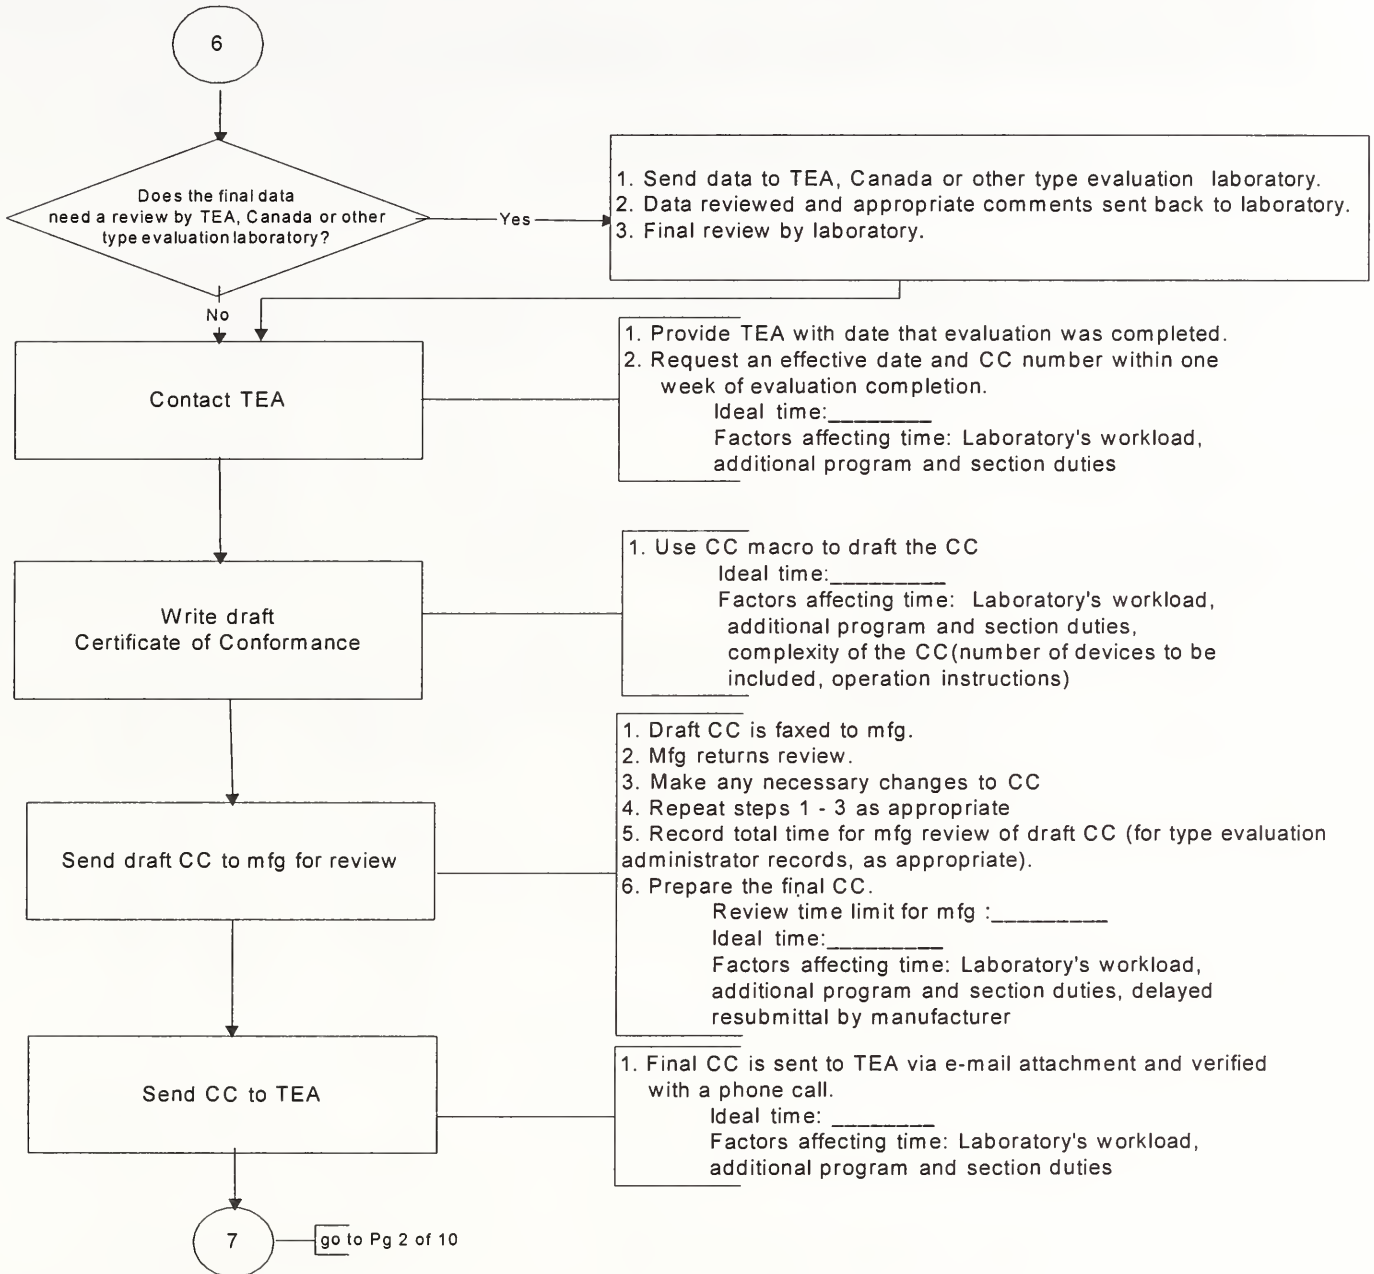 6
Does the final data
need a review by TEA, Canada or other
type evaluation laboratory?
Yes
1. Send data to TEA, Canada or other type evaluation laboratory.
2. Data reviewed and appropriate comments sent back to laboratory.
3. Final review by laboratory.
No
Contact TEA
1. Provide TEA with date that evaluation was completed.
2. Request an effective date and CC number within one
week of evaluation completion.
Ideal time:________
Factors affecting time: Laboratory's workload,
additional program and section duties
Write draft
Certificate of Conformance
1. Use CC macro to draft the CC
Ideal time:_________
Factors affecting time: Laboratory's workload,
additional program and section duties,
complexity of the CC(number of devices to be
included, operation instructions)
Send draft CC to mfg for review
1. Draft CC is faxed to mfg.
2. Mfg returns review.
3. Make any necessary changes to CC
4. Repeat steps 1 - 3 as appropriate
5. Record total time for mfg review of draft CC (for type evaluation
administrator records, as appropriate).
6. Prepare the final CC.
Review time limit for mfg :_________
Ideal time:_________
Factors affecting time: Laboratory's workload,
additional program and section duties, delayed
resubmittal by manufacturer
Send CC to TEA
1. Final CC is sent to TEA via e-mail attachment and verified
with a phone call.
Ideal time: ________
Factors affecting time: Laboratory's workload,
additional program and section duties
7
go to Pg 2 of 10